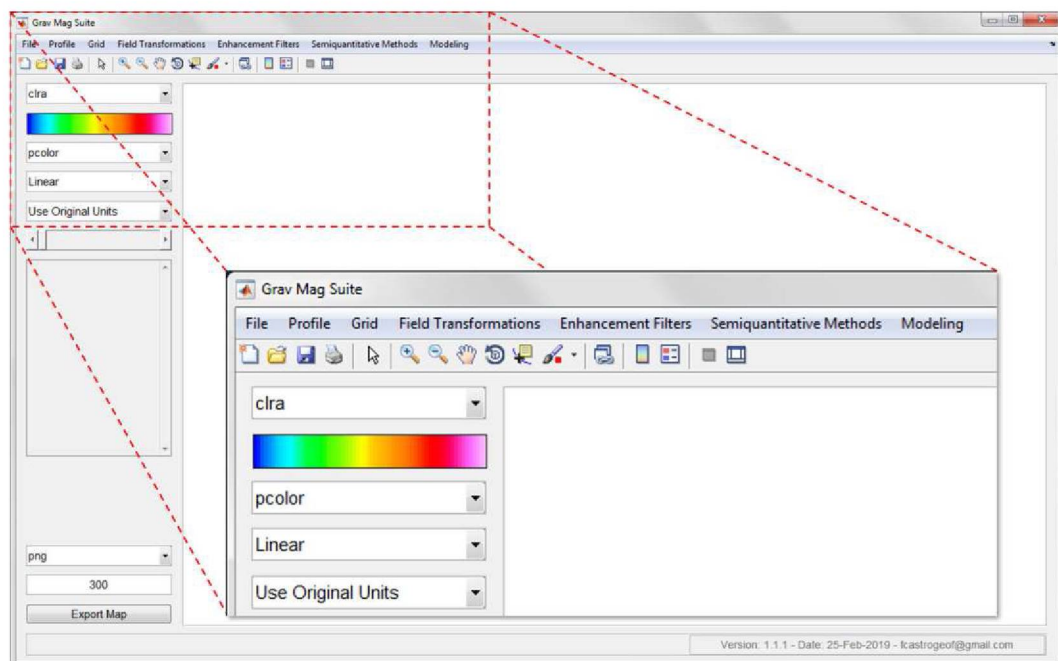 Grav Mag Suite
File Profile Grid Field Transformations Enhancement Filters Semiquantitative Methods Modeling
clra
pcolor
Linear
Use Original Units
Grav Mag Suite
File Profile Grid Field Transformations Enhancement Filters Semiquantitative Methods Modeling
clra
pcolor
Linear
Use Original Units
png
300
Export Map
Version: 1.1.1 - Date: 25-Feb-2019 - fcastrogeof@gmail.com